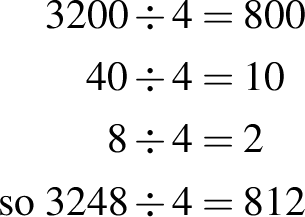 3200 ÷ 4 = 800
40 ÷ 4 = 10
8 ÷ 4 = 2
so 3248 ÷ 4 = 812